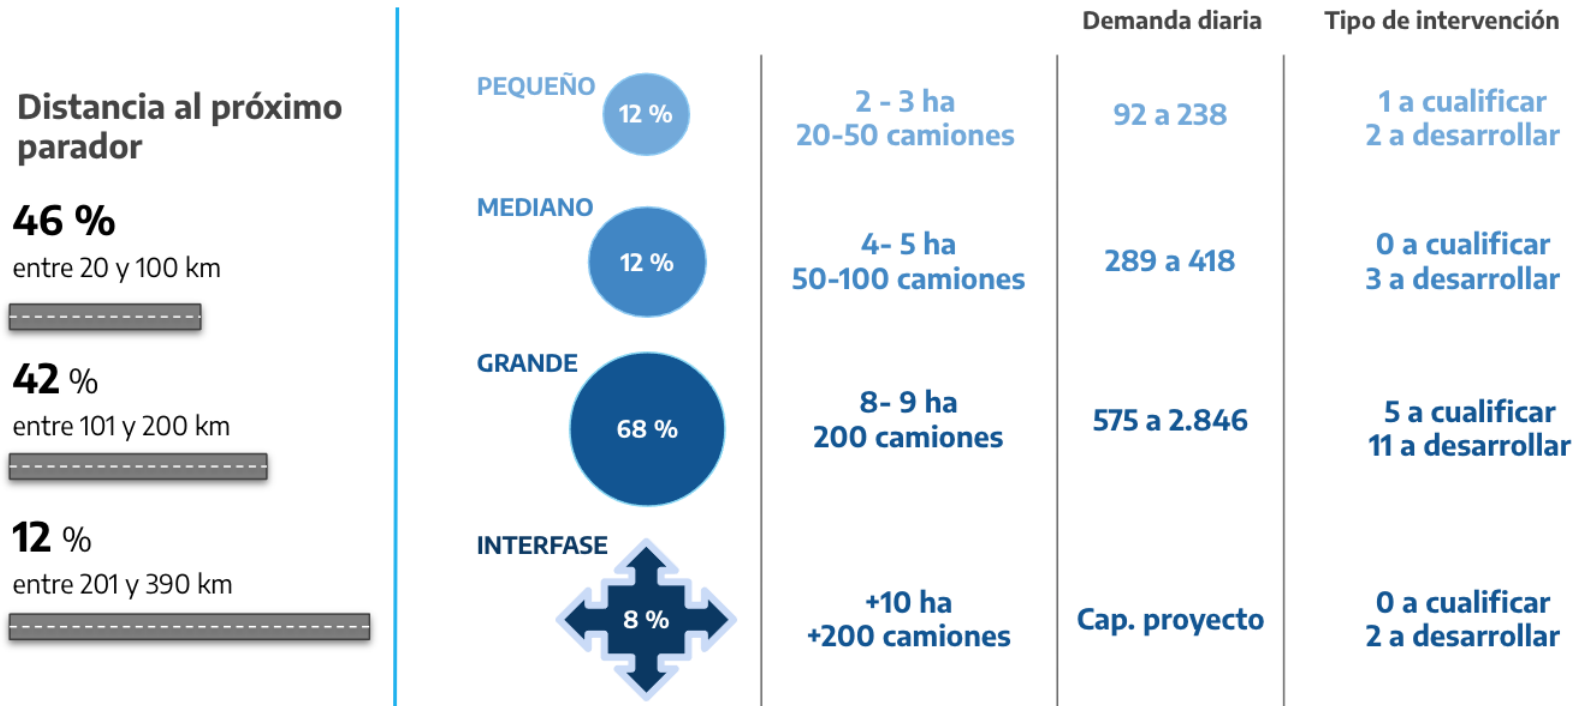 Distancia al próximo
parador
46 %
entre 20 y 100 km
42 %
entre 101 y 200 km
12 %
entre 201 y 390 km
Demanda diaria
Tipo de intervención
PEQUEÑO
12 %
2 - 3 ha
20-50 camiones
92 a 238
1 a cualificar
2 a desarrollar
MEDIANO
12 %
4- 5 ha
50-100 camiones
289 a 418
0 a cualificar
3 a desarrollar
GRANDE
68 %
8- 9 ha
200 camiones
575 a 2.846
5 a cualificar
11 a desarrollar
INTERFASE
8 %
+10 ha
+200 camiones
Cap. proyecto
0 a cualificar
2 a desarrollar